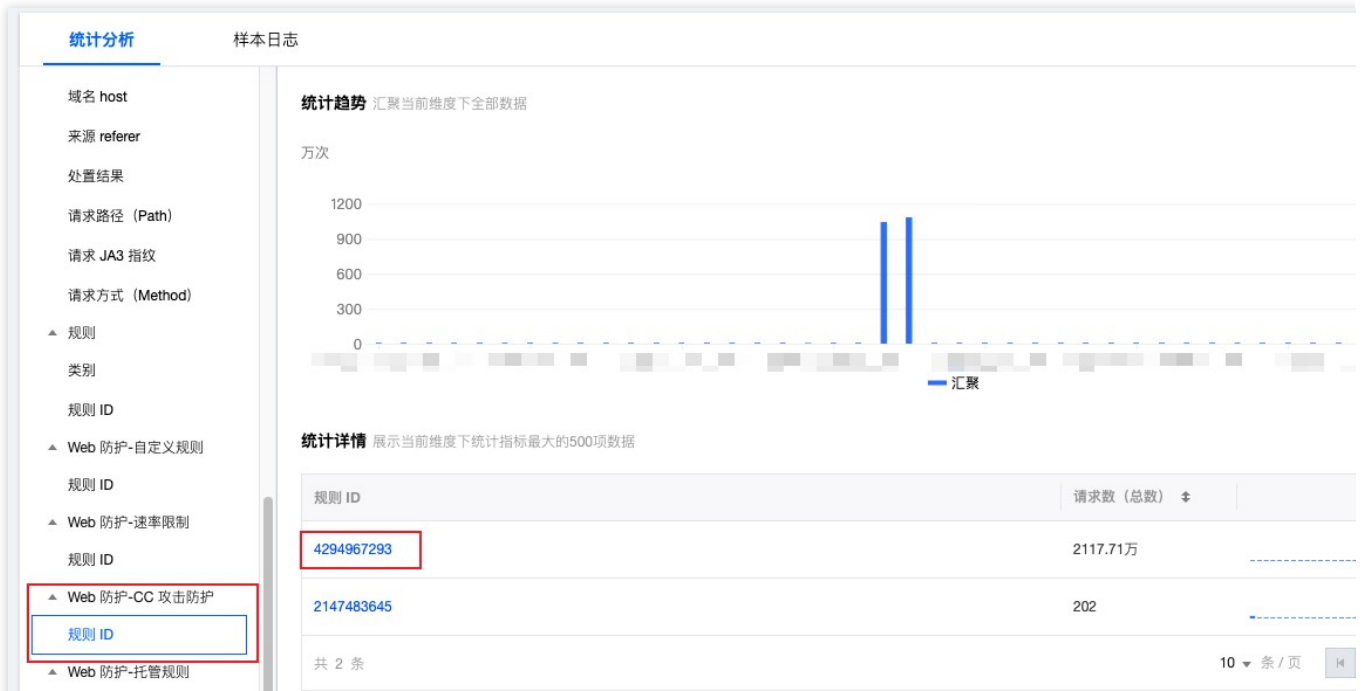 统计分析 样本日志
域名 host
来源 referer
处置结果
请求路径（Path）
请求 JA3 指纹
请求方式（Method）
规则
类别
规则 ID
Web 防护-自定义规则
规则 ID
Web 防护-速率限制
规则 ID
Web 防护-CC 攻击防护
规则 ID
Web 防护-托管规则
统计趋势 汇聚当前维度下全部数据
万次
1200
900
600
300
0
汇聚
统计详情 展示当前维度下统计指标最大的500项数据
规则 ID 请求数（总数）
4294967293 2117.71万
2147483645 202
共 2 条 10 条 / 页